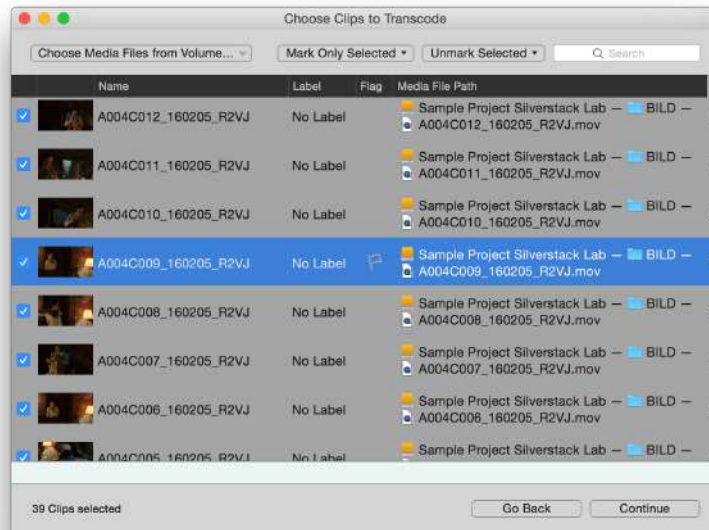 Choose Clips to Transcode
Choose Media Files from Volume...
Mark Only Selected
Unmark Selected
Search
Name Label Flag Media File Path
A004C012_160205_R2VJ No Label Sample Project Silverstack Lab — BILD —
A004C012_160205_R2VJ.mov
A004C011_160205_R2VJ No Label Sample Project Silverstack Lab — BILD —
A004C011_160205_R2VJ.mov
A004C010_160205_R2VJ No Label Sample Project Silverstack Lab — BILD —
A004C010_160205_R2VJ.mov
A004C009_160205_R2VJ No Label Sample Project Silverstack Lab — BILD —
A004C009_160205_R2VJ.mov
A004C008_160205_R2VJ No Label Sample Project Silverstack Lab — BILD —
A004C008_160205_R2VJ.mov
A004C007_160205_R2VJ No Label Sample Project Silverstack Lab — BILD —
A004C007_160205_R2VJ.mov
A004C006_160205_R2VJ No Label Sample Project Silverstack Lab — BILD —
A004C006_160205_R2VJ.mov
A004C005_160205_R2VJ No Label Sample Project Silverstack Lab — BILD —
39 Clips selected
Go Back
Continue